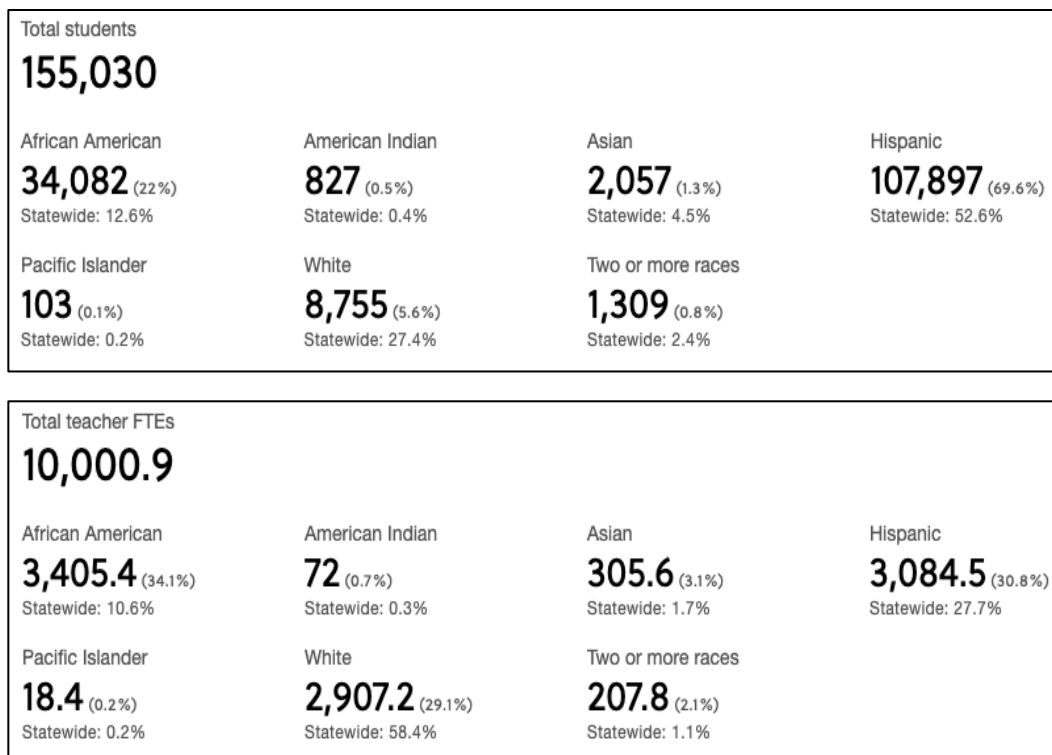 Total students
155,030
African American American Indian Asian Hispanic
34,082 (22%) 827 (0.5%) 2,057 (1.3%) 107,897 (69.6%)
Statewide: 12.6% Statewide: 0.4% Statewide: 4.5% Statewide: 52.6%
Pacific Islander White Two or more races
103 (0.1%) 8,755 (5.6%) 1,309 (0.8%)
Statewide: 0.2% Statewide: 27.4% Statewide: 2.4%
Total teacher FTEs
10,000.9
African American American Indian Asian Hispanic
3,405.4 (34.1%) 72 (0.7%) 305.6 (3.1%) 3,084.5 (30.8%)
Statewide: 10.6% Statewide: 0.3% Statewide: 1.7% Statewide: 27.7%
Pacific Islander White Two or more races
18.4 (0.2%) 2,907.2 (29.1%) 207.8 (2.1%)
Statewide: 0.2% Statewide: 58.4% Statewide: 1.1%